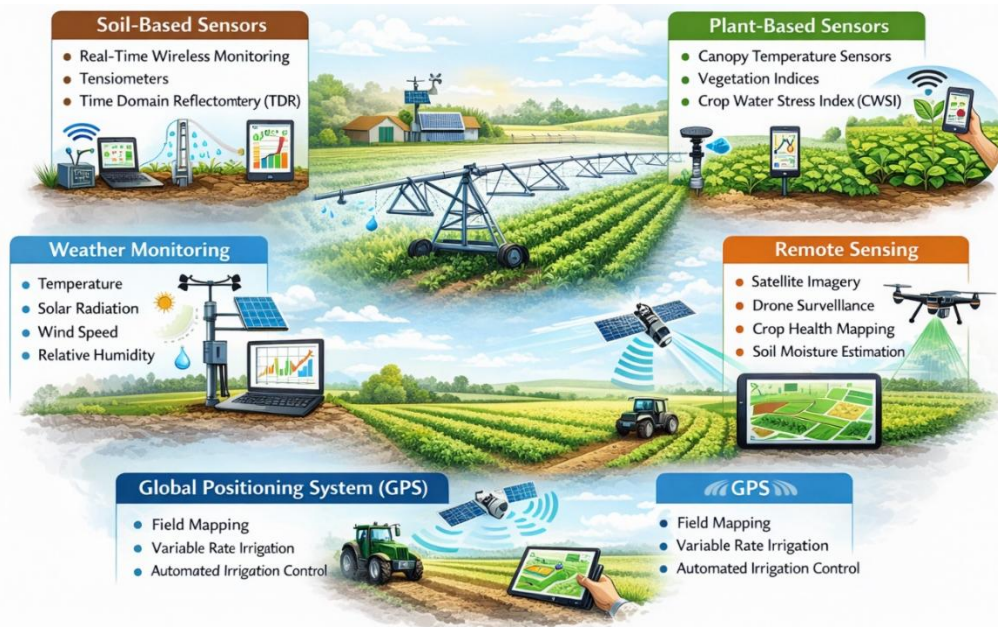 Soil-Based Sensors
Real-Time Wireless Monitoring
Tensiometers
Time Domain Reflectomtery (TDR)
Plant-Based Sensors
Canopy Temperature Sensors
Vegetation Indices
Crop Water Stress Index (CWSI)
Weather Monitoring
Temperature
Solar Radiation
Wind Speed
Relative Humidity
Remote Sensing
Satellite Imagery
Drone Survelllance
Crop Health Mapping
Soil Moisture Estimation
Global Positioning System (GPS)
Field Mapping
Variable Rate Irrigation
Automated Irrigation Control
GPS
Field Mapping
Variable Rate Irrigation
Automated Irrigation Control